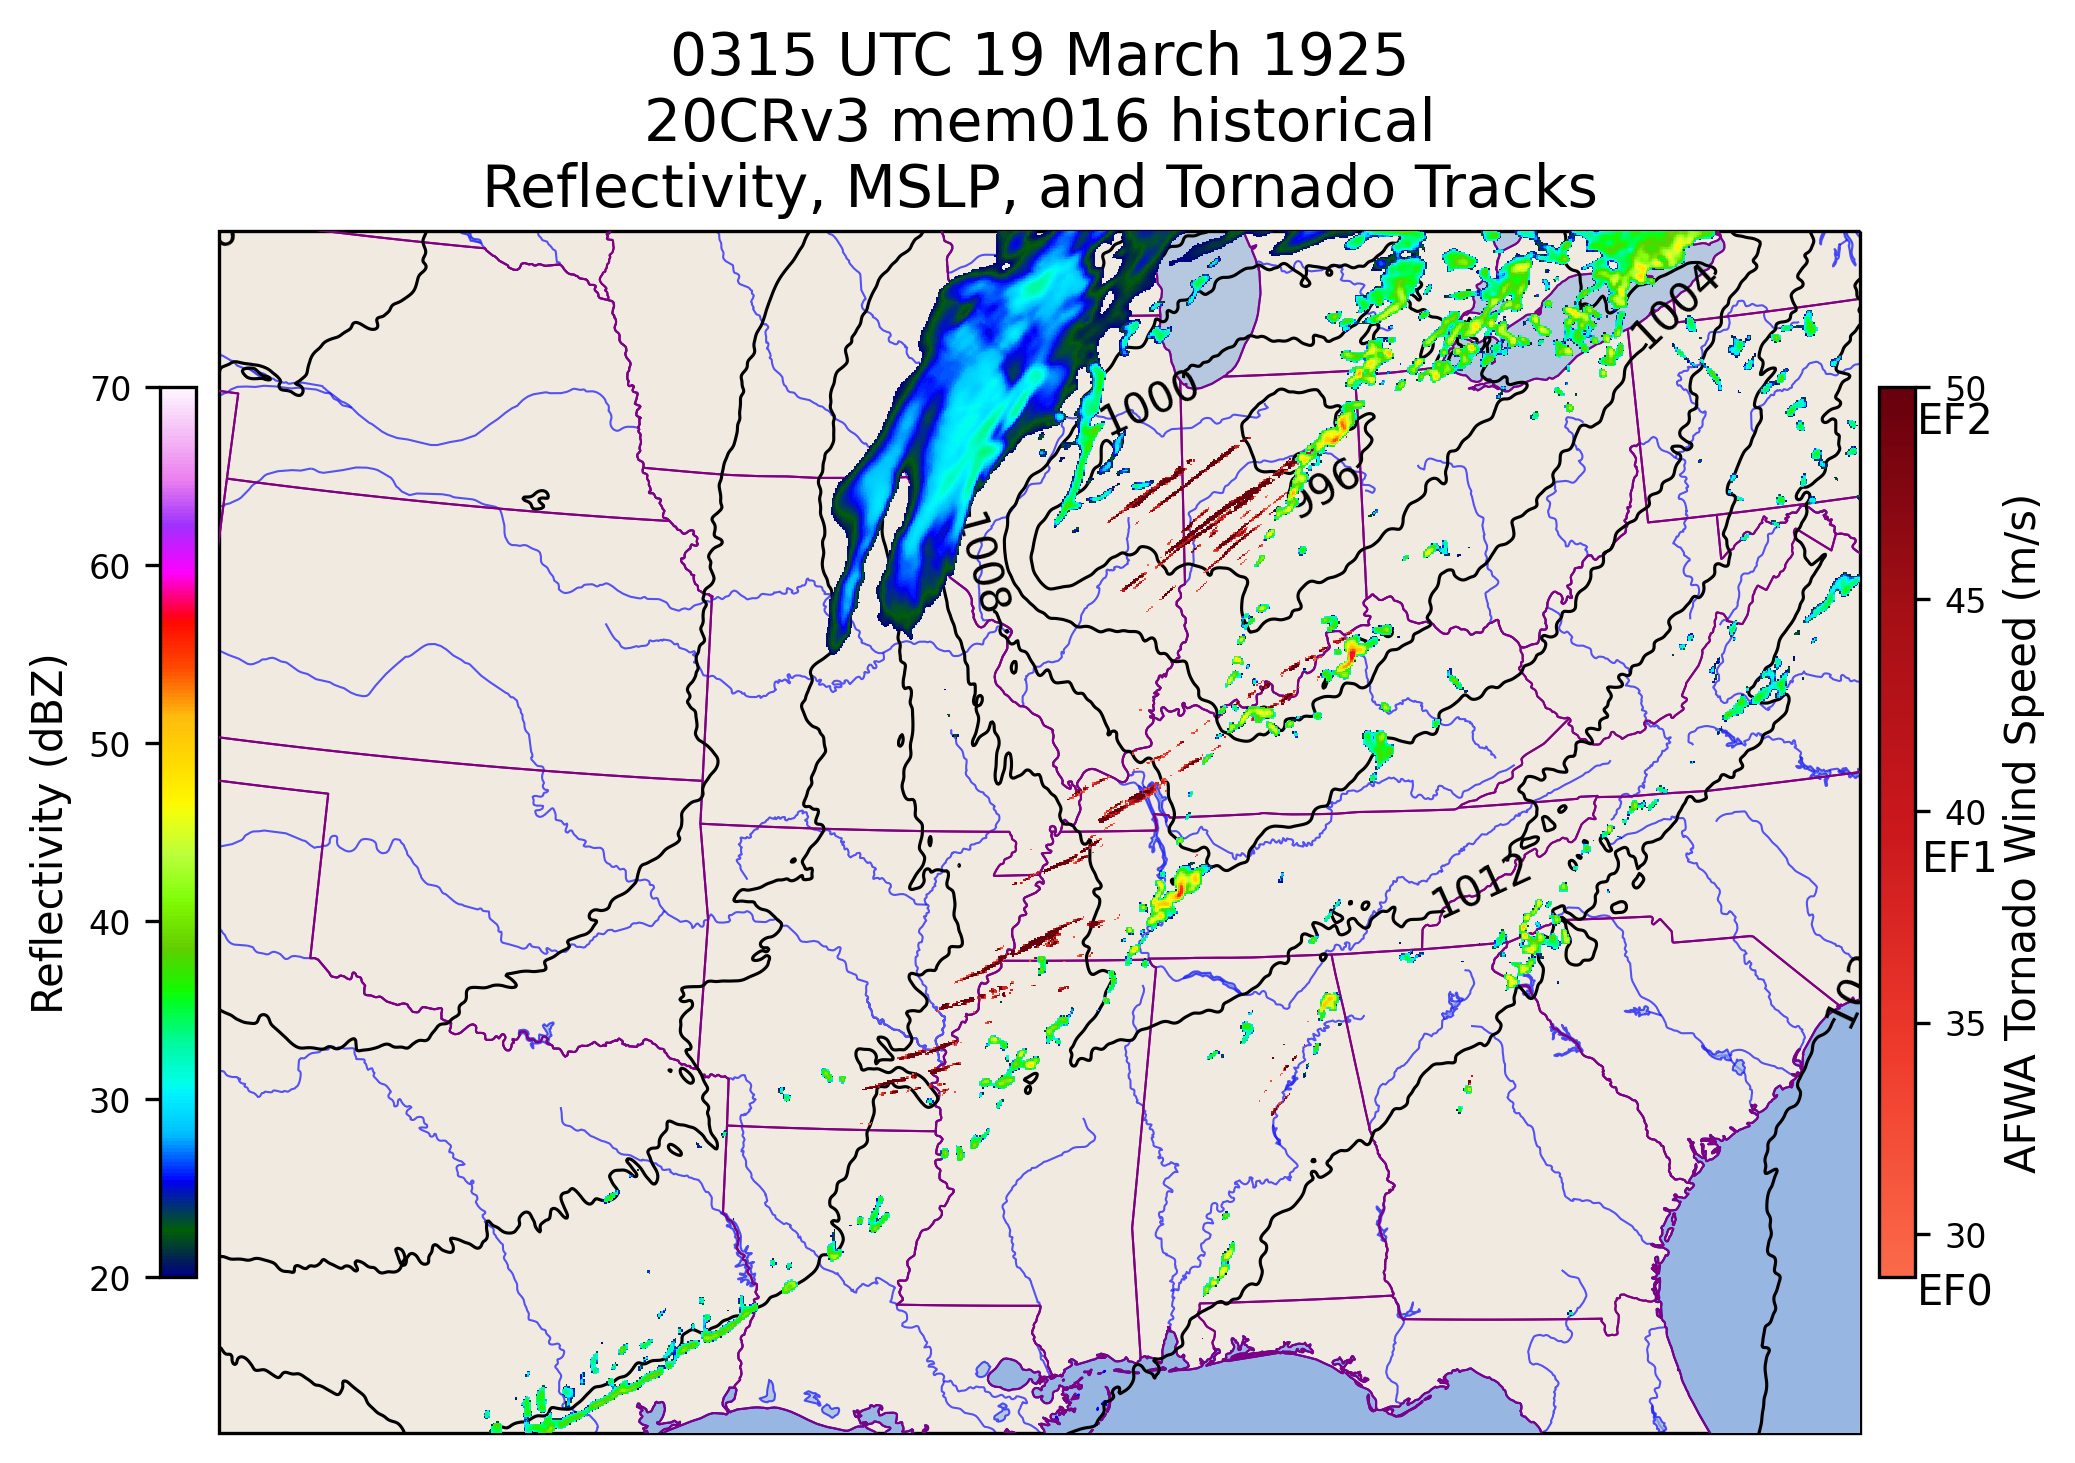 0315 UTC 19 March 1925
20CRv3 mem016 historical
Reflectivity, MSLP, and Tornado Tracks
1004
1000
996
1008
1012
102
Reflectivity (dBZ)
70
60
50
40
30
20
50
EF2
45
40
EF1
35
30
EF0
AFWA Tornado Wind Speed (m/s)